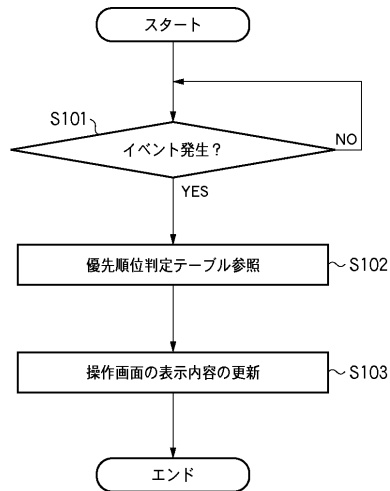 スタート
S101
イベント発生？
NO
YES
優先順位判定テーブル参照
S102
操作画面の表示内容の更新
S103
エンド